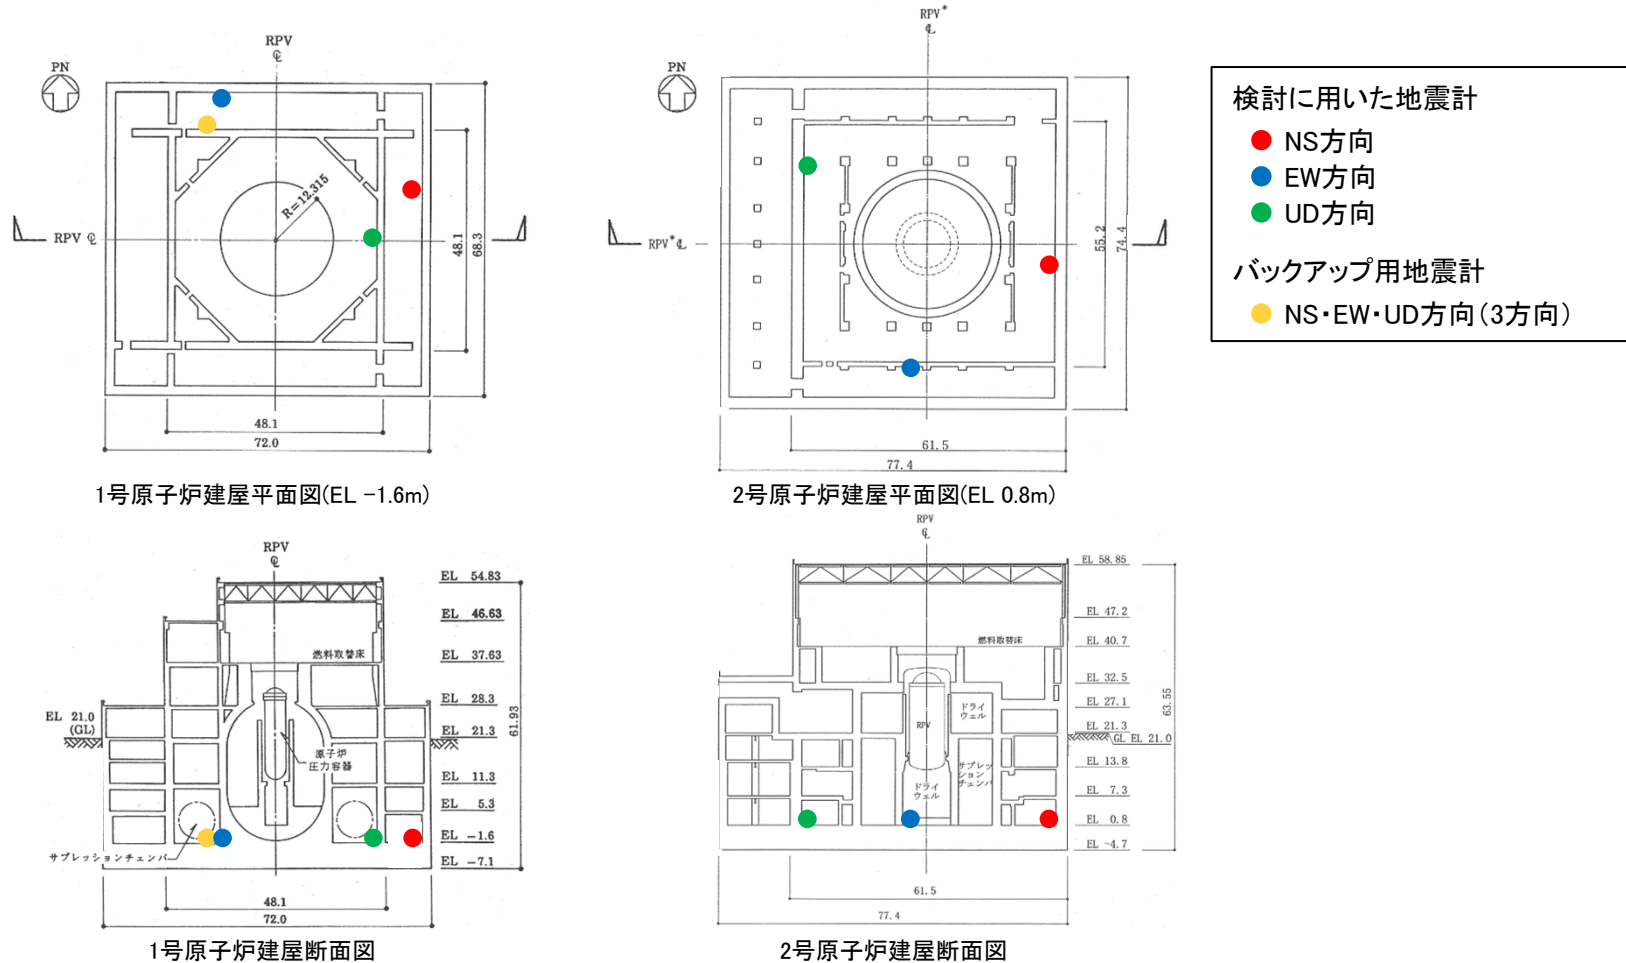 RPV
℄
PN
R=12.315
RPV ℄
48.1
68.3
48.1
72.0
1号原子炉建屋平面図(EL -1.6m)
RPV*
℄
PN
RPV*℄
55.2
74.4
61.5
77.4
2号原子炉建屋平面図(EL 0.8m)
検討に用いた地震計
NS方向
EW方向
UD方向
バックアップ用地震計
NS・EW・UD方向(3方向)
RPV
℄
EL 54.83
EL 46.63
燃料取替床
EL 37.63
EL 28.3
EL 21.0
(GL)
EL 21.3
原子炉
圧力容器
EL 11.3
EL 5.3
EL -1.6
サプレッションチェンバ
EL -7.1
61.93
48.1
72.0
1号原子炉建屋断面図
RPV
℄
EL 58.85
EL 47.2
燃料取替床
EL 40.7
EL 32.5
EL 27.1
ドライ
ウェル
RPV
EL 21.3
GL EL 21.0
サプレッ
ション
チェンバ
EL 13.8
ドライ
ウェル
EL 7.3
EL 0.8
EL -4.7
63.55
61.5
77.4
2号原子炉建屋断面図